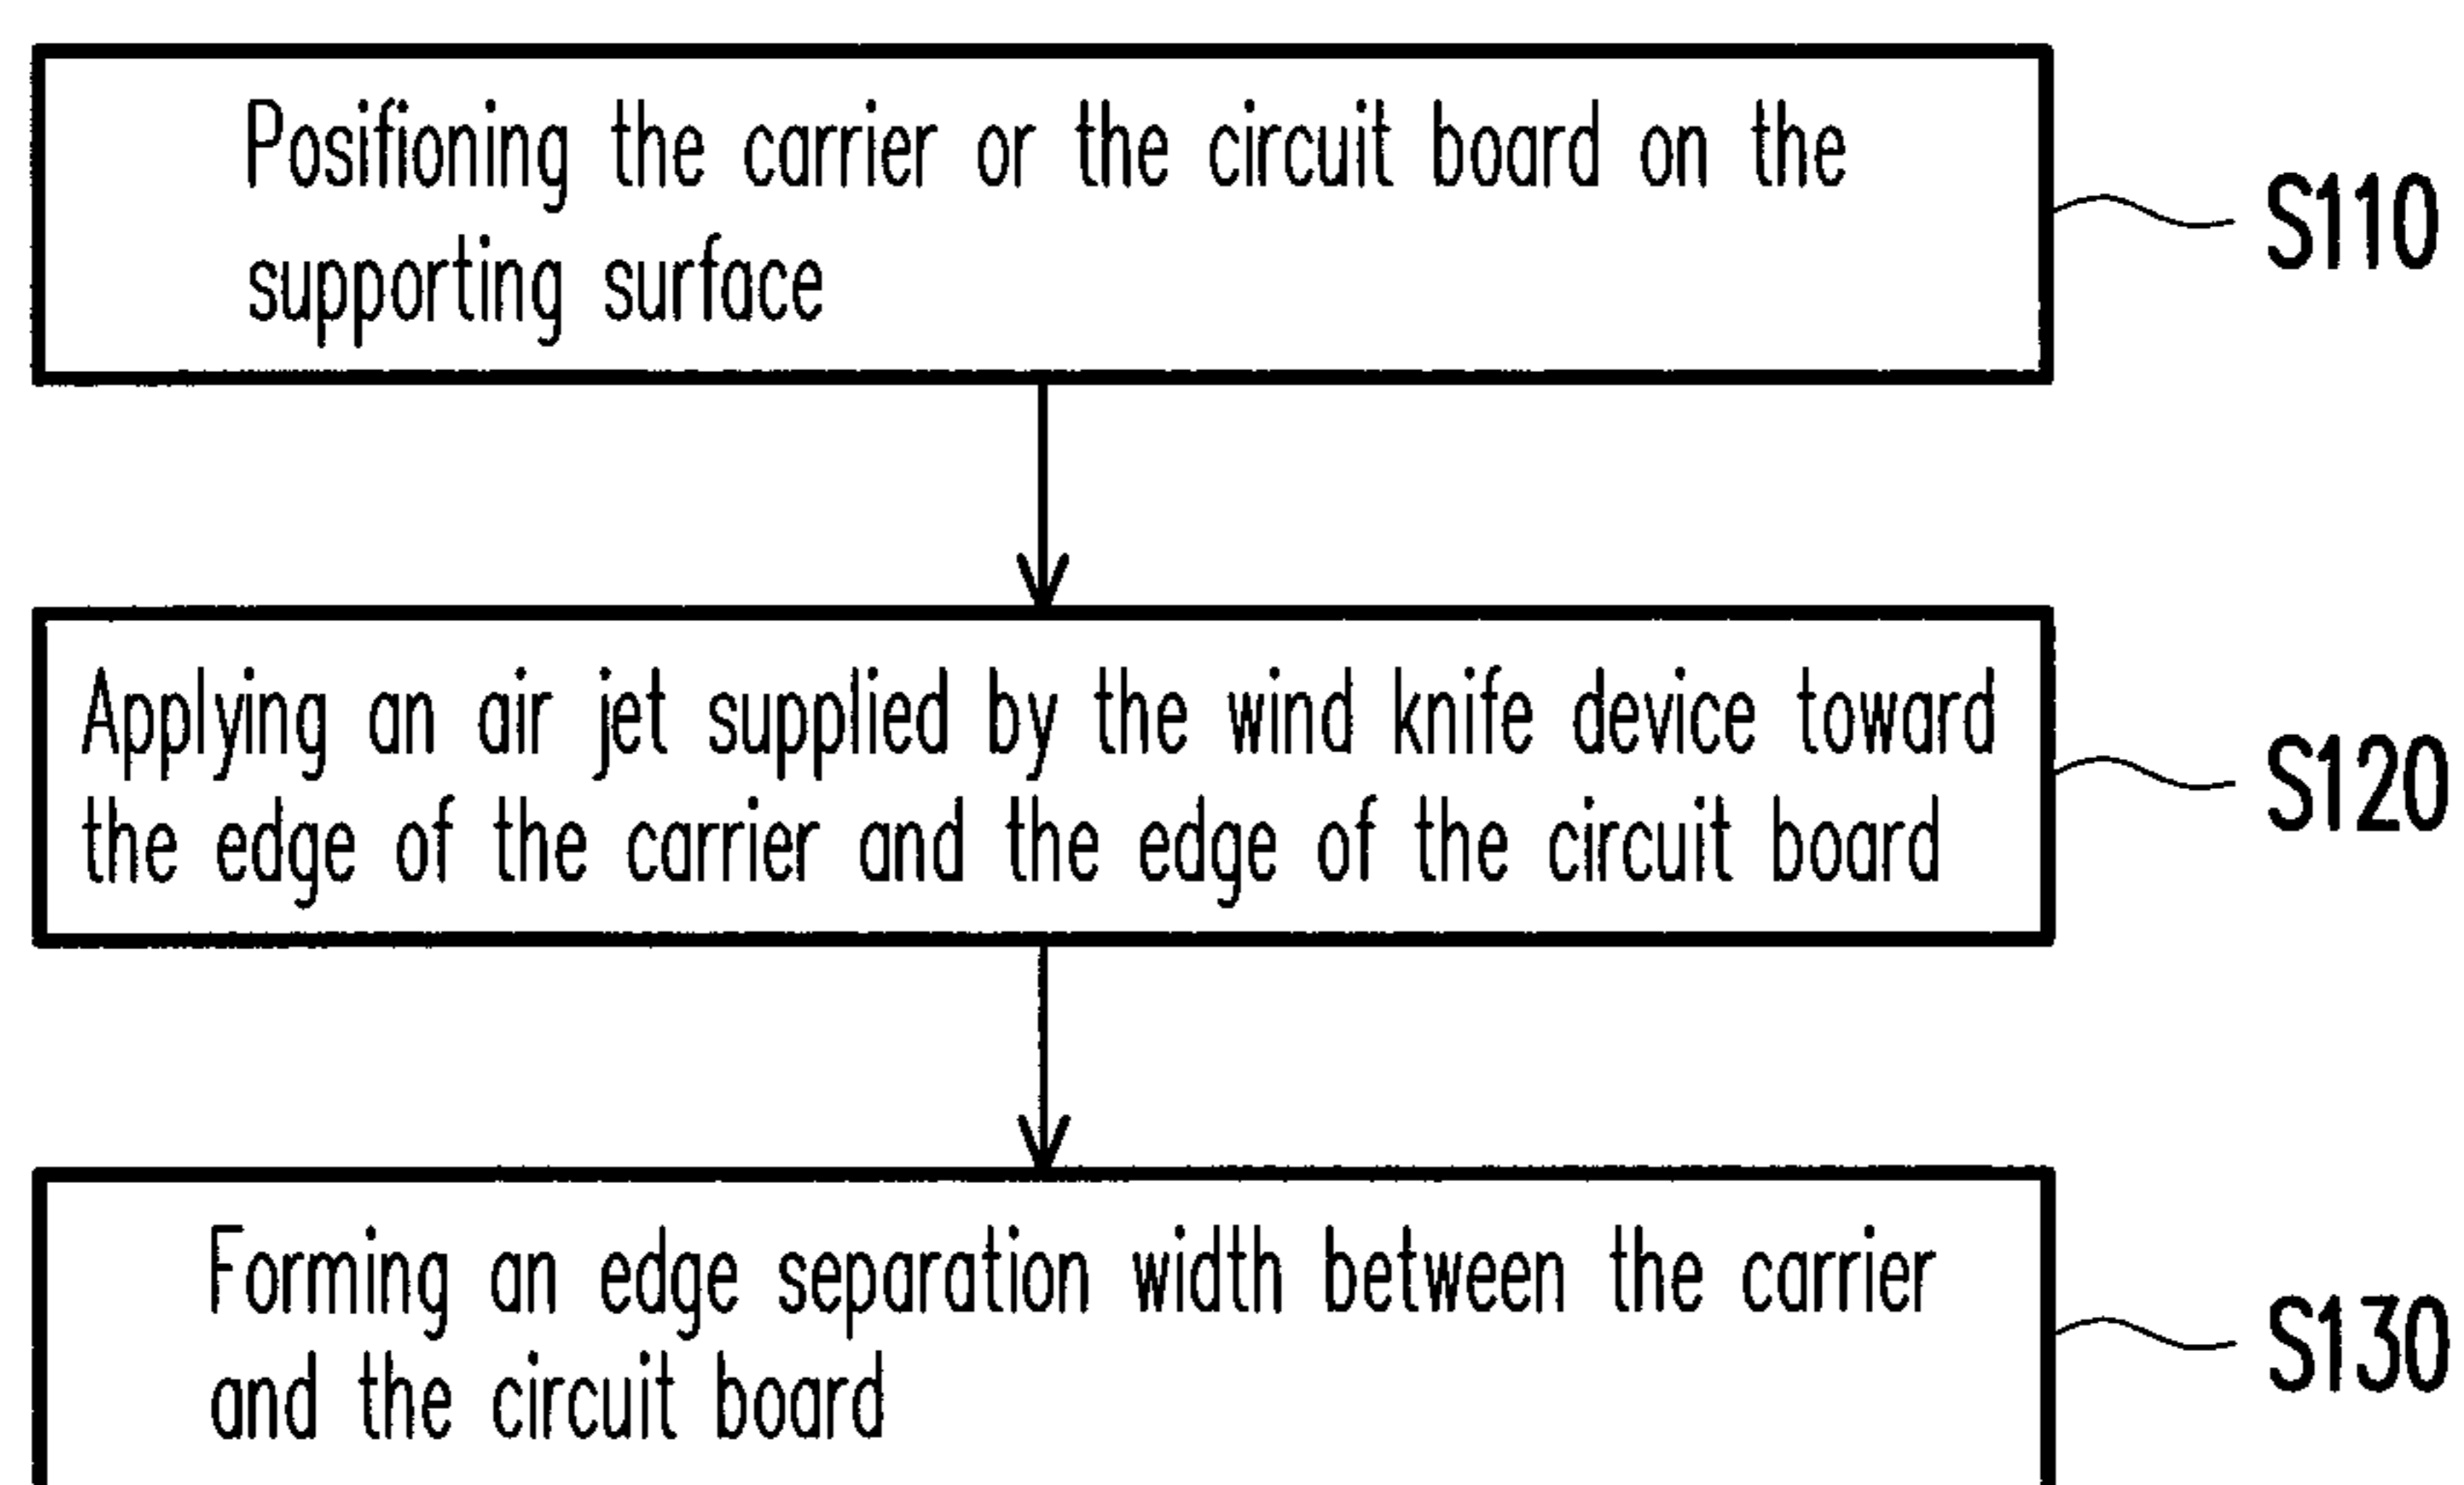 Positioning the carrier or the circuit board on the
supporting surface
S110
Applying an air jet supplied by the wind knife device toward
the edge of the carrier and the edge of the circuit board
S120
Forming an edge separation width between the carrier
and the circuit board
S130